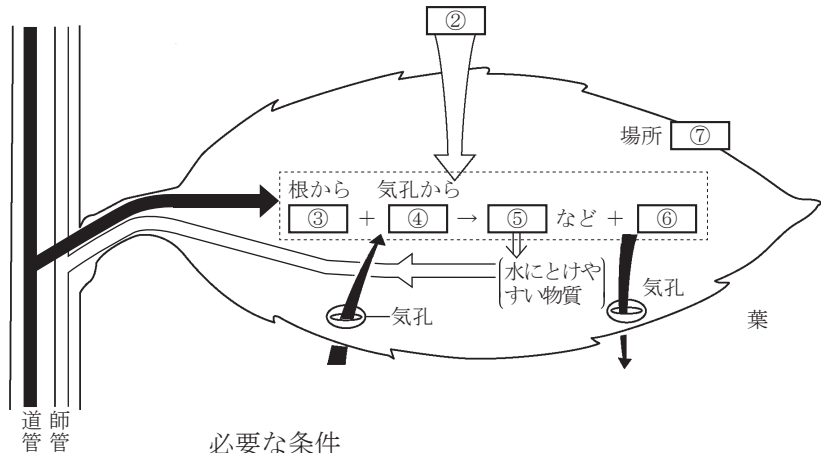 ②
場所 ⑦
根から 気孔から
③ + ④ → ⑤ など + ⑥
水にとけや
すい物質
気孔
気孔
葉
道管
師管
必要な条件